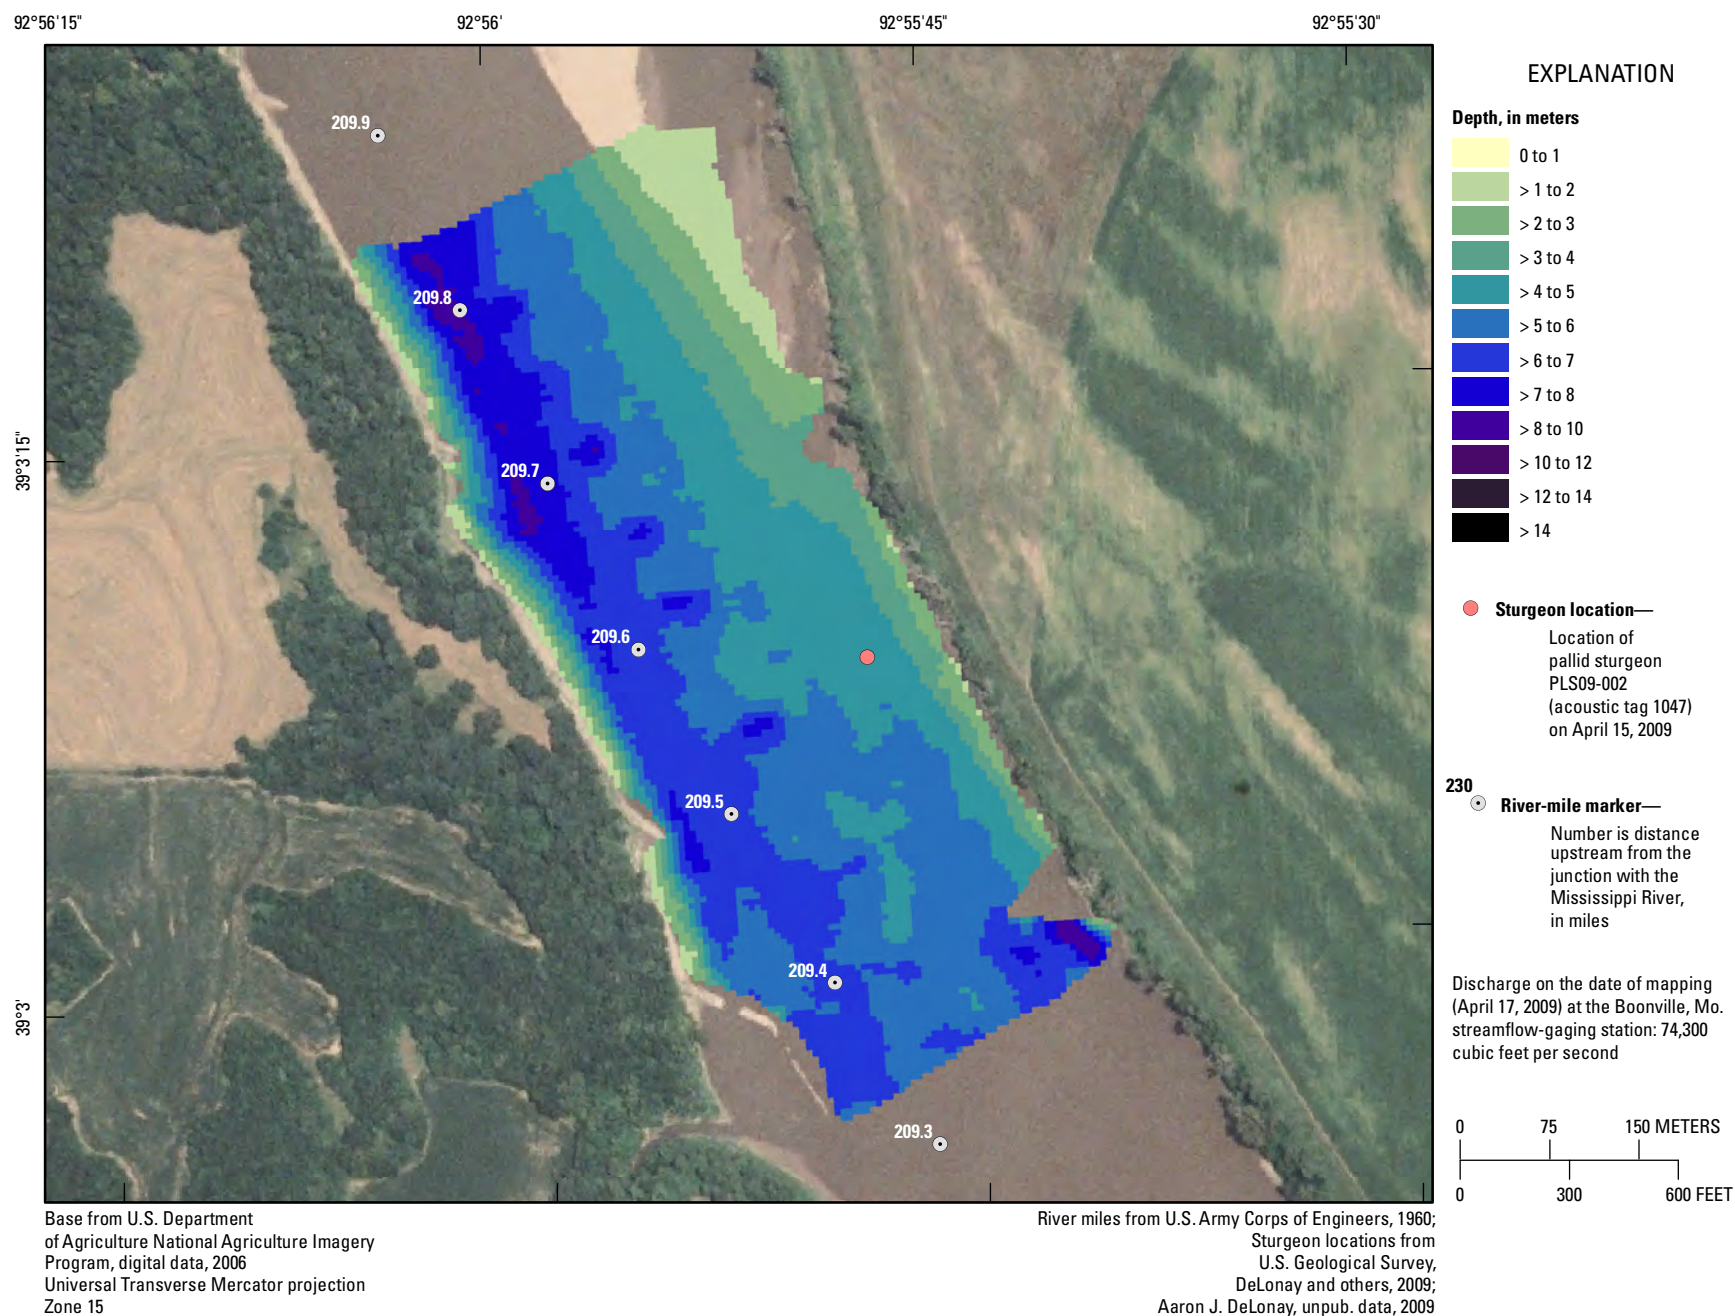 92°56'15"
92°56'
92°55'45"
92°55'30"
39°3'15"
39°3'
209.9
209.8
209.7
209.6
209.5
209.4
209.3
EXPLANATION
Depth, in meters
0 to 1
> 1 to 2
> 2 to 3
> 3 to 4
> 4 to 5
> 5 to 6
> 6 to 7
> 7 to 8
> 8 to 10
> 10 to 12
> 12 to 14
> 14
Sturgeon location—
Location of
pallid sturgeon
PLS09-002
(acoustic tag 1047)
on April 15, 2009
230
River-mile marker—
Number is distance
upstream from the
junction with the
Mississippi River,
in miles
Discharge on the date of mapping
(April 17, 2009) at the Boonville, Mo.
streamflow-gaging station: 74,300
cubic feet per second
0 75 150 METERS
0 300 600 FEET
Base from U.S. Department
of Agriculture National Agriculture Imagery
Program, digital data, 2006
Universal Transverse Mercator projection
Zone 15
River miles from U.S. Army Corps of Engineers, 1960;
Sturgeon locations from
U.S. Geological Survey,
DeLonay and others, 2009;
Aaron J. DeLonay, unpub. data, 2009